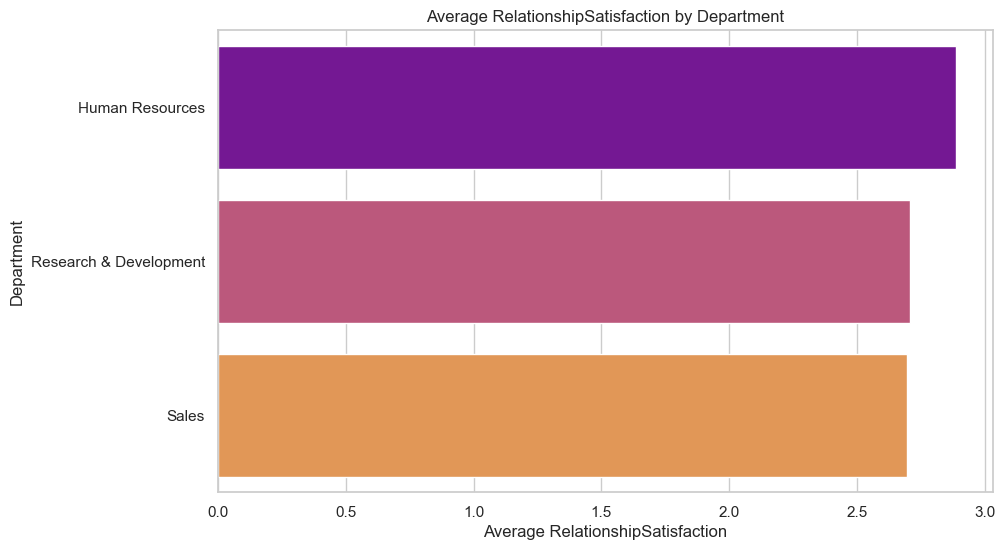 Average RelationshipSatisfaction by Department
Department
Human Resources
Research & Development
Sales
0.0 0.5 1.0 1.5 2.0 2.5 3.0
Average RelationshipSatisfaction